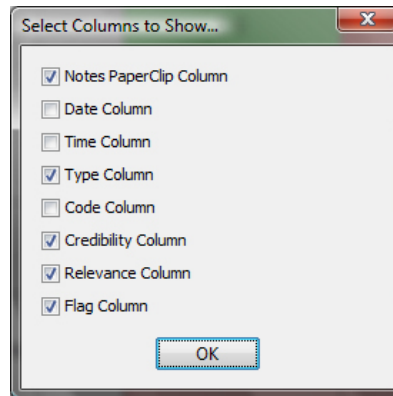 Select Columns to Show...
Notes PaperClip Column
Date Column
Time Column
Type Column
Code Column
Credibility Column
Relevance Column
Flag Column
OK